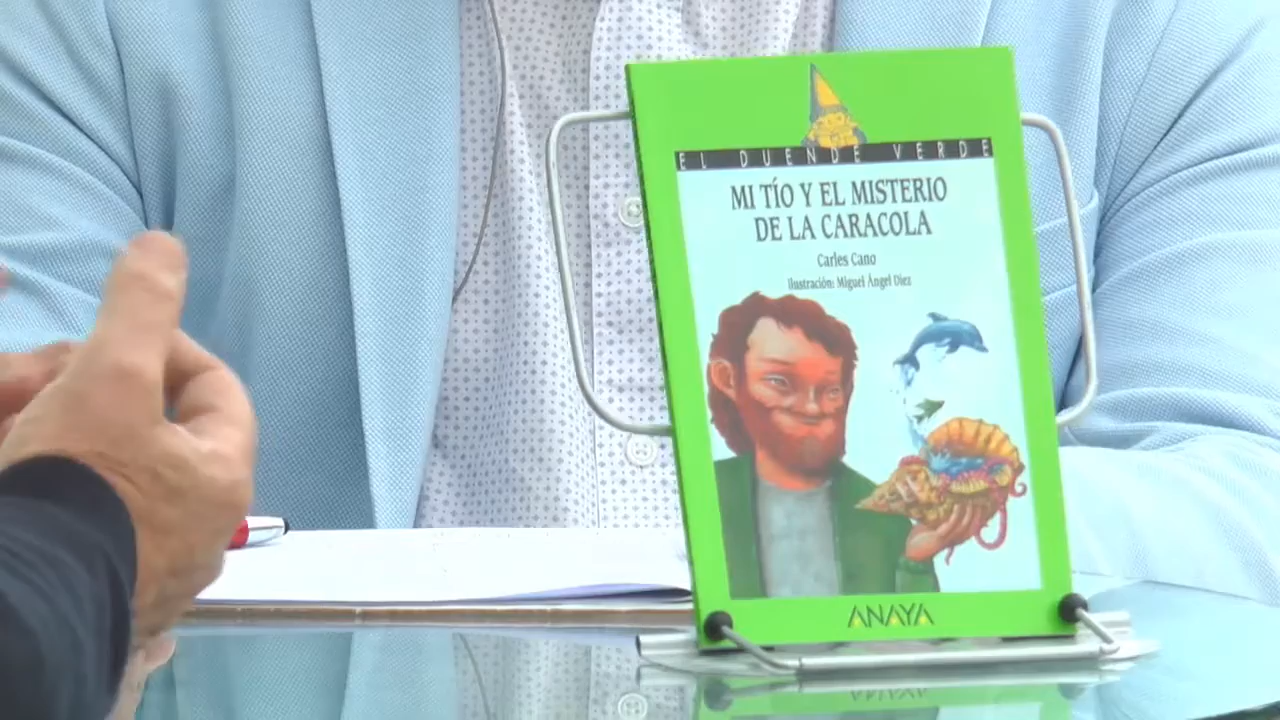 EL DUENDE VERDE
MI TÍO Y EL MISTERIO
DE LA CARACOLA
Carles Cano
Ilustración: Miguel Ángel Díez
ANAYA